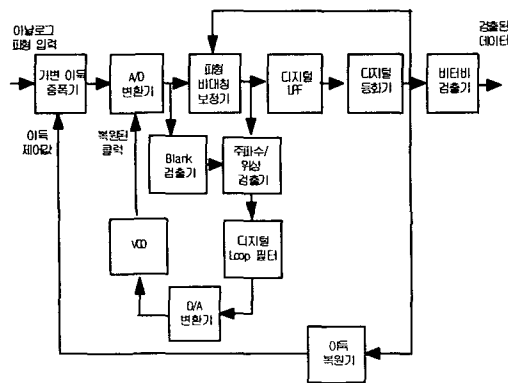 아날로그
파형 입력
검출된
데이터
가변 이득
증폭기
A/D
변환기
파형
비대칭
보정기
디지털
LPF
디지털
등화기
비터비
검출기
이득
제어값
복원된
클럭
Blank
검출기
주파수/
위상
검출기
VCO
디지털
Loop 필터
D/A
변환기
이득
복원기